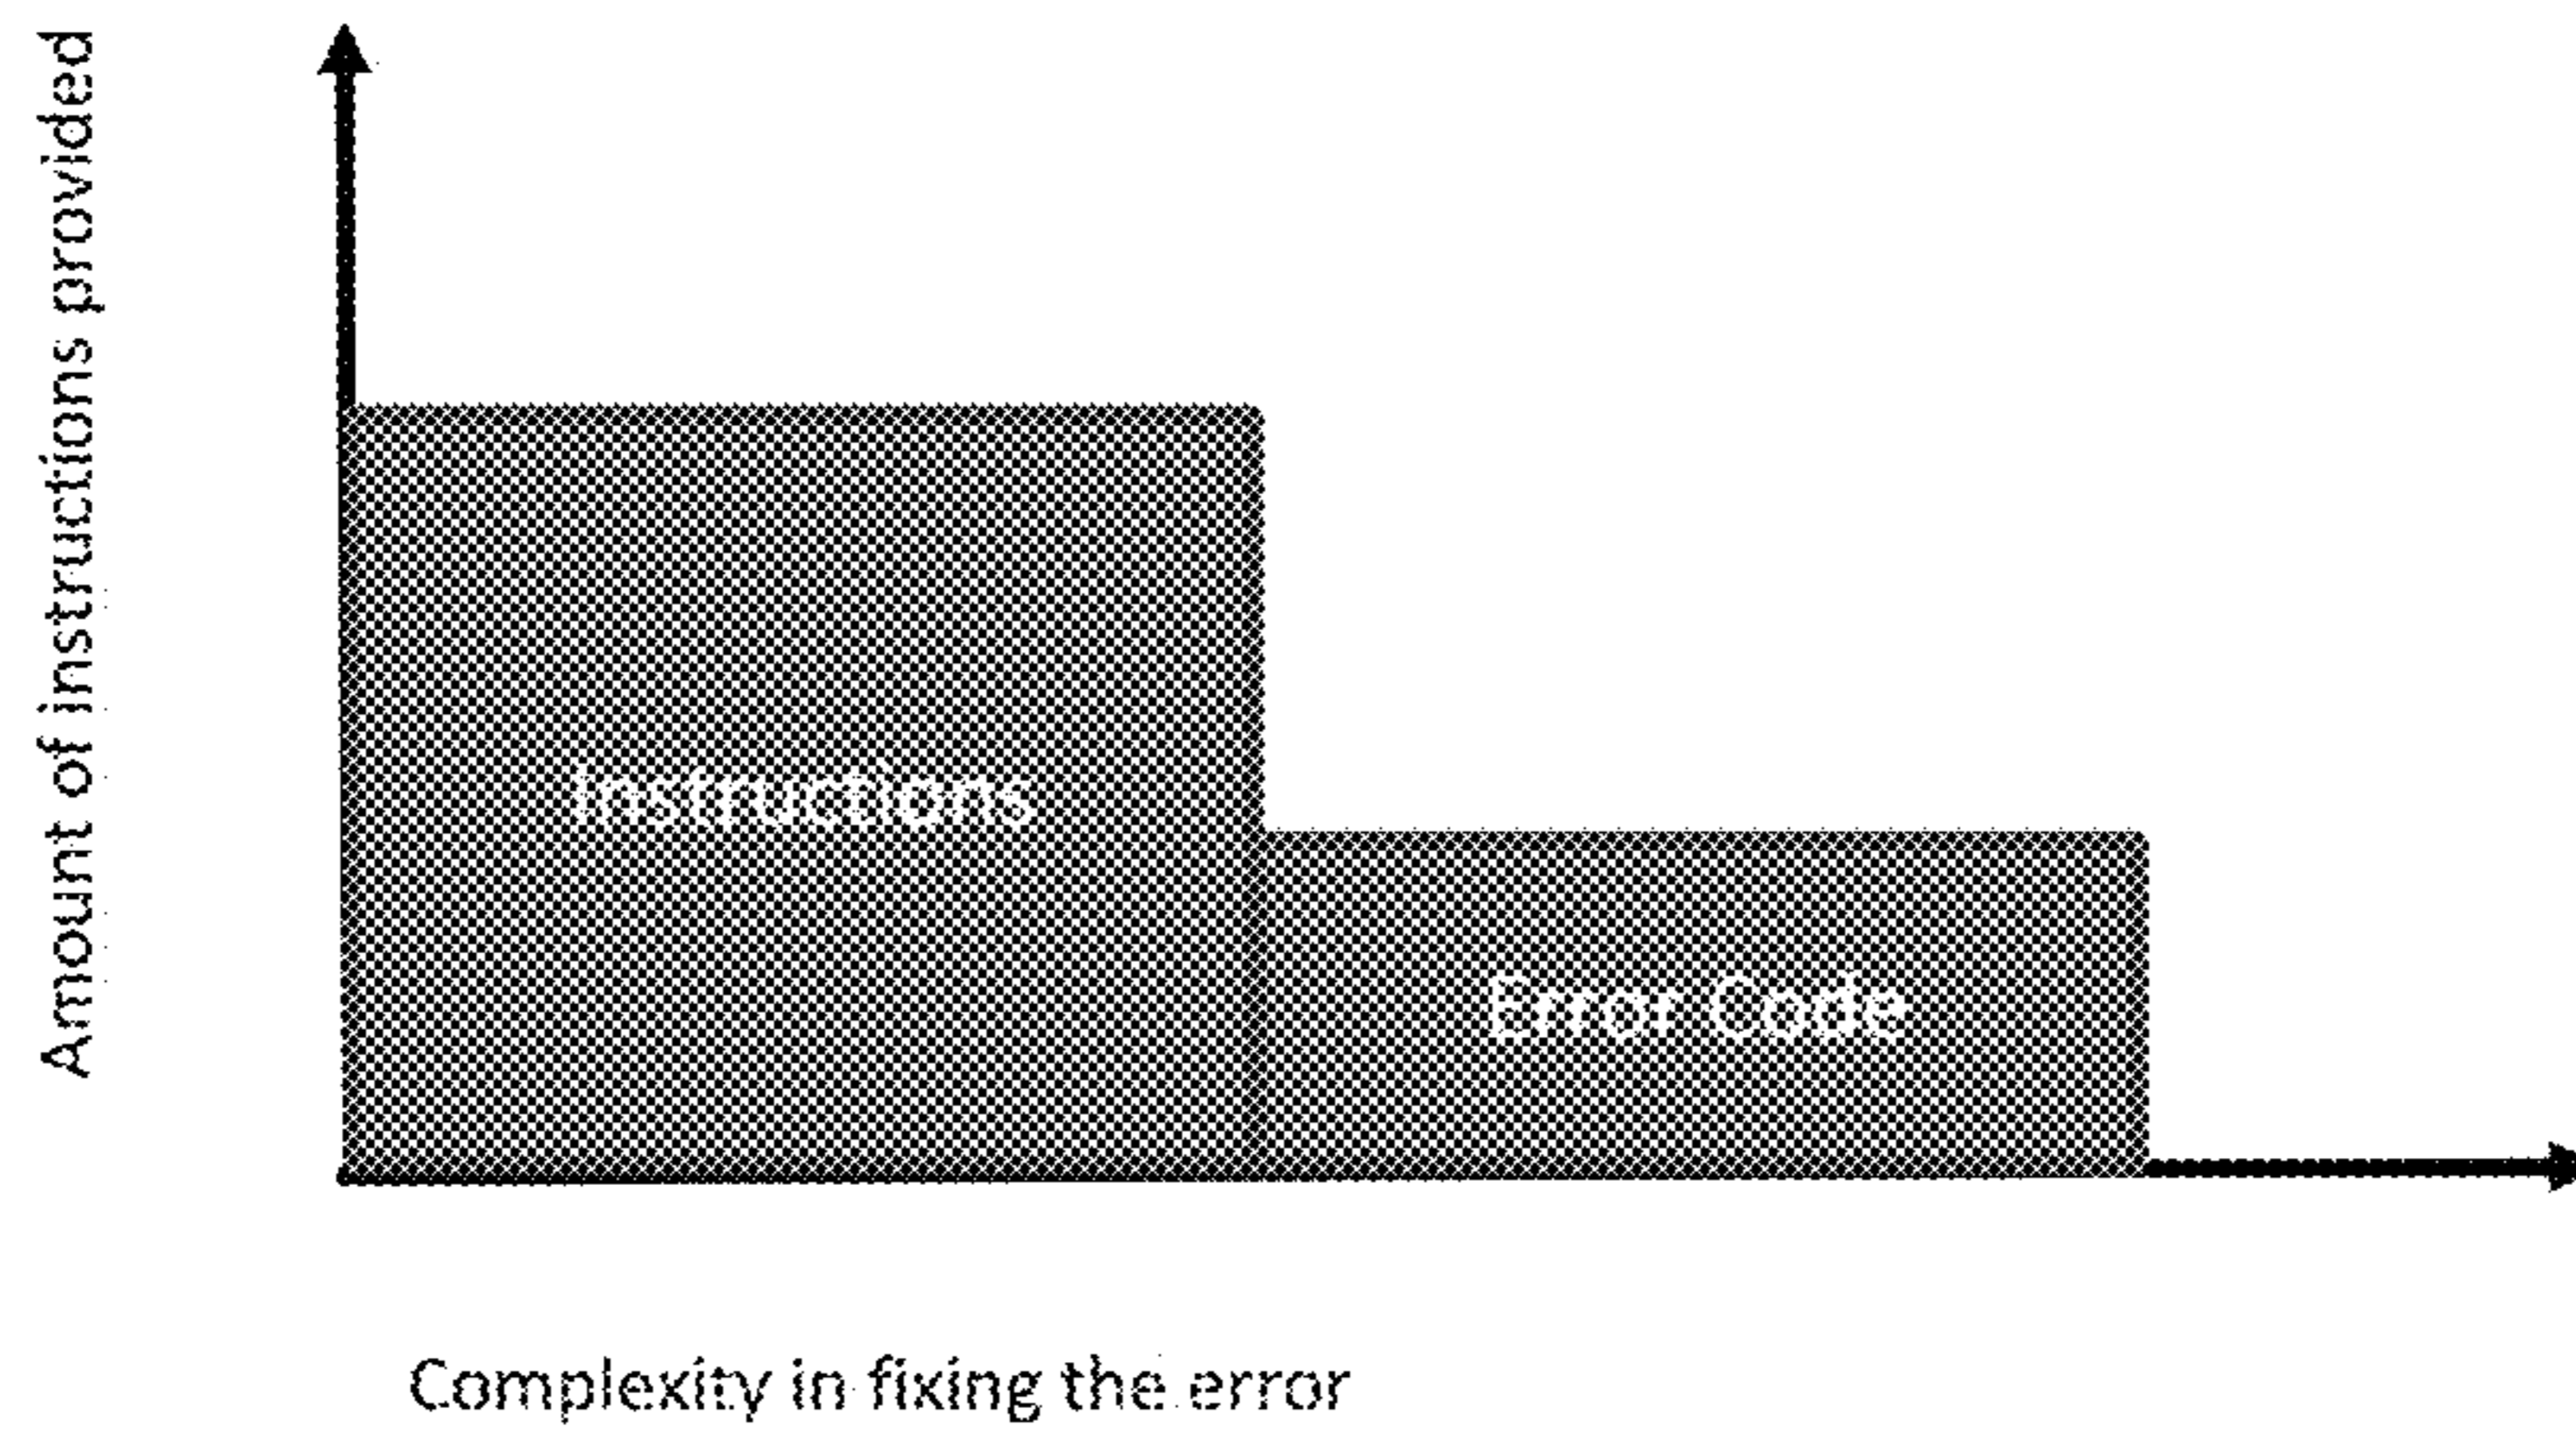 Amount of instructions provided
Instructions
Error Code
Complexity in fixing the error